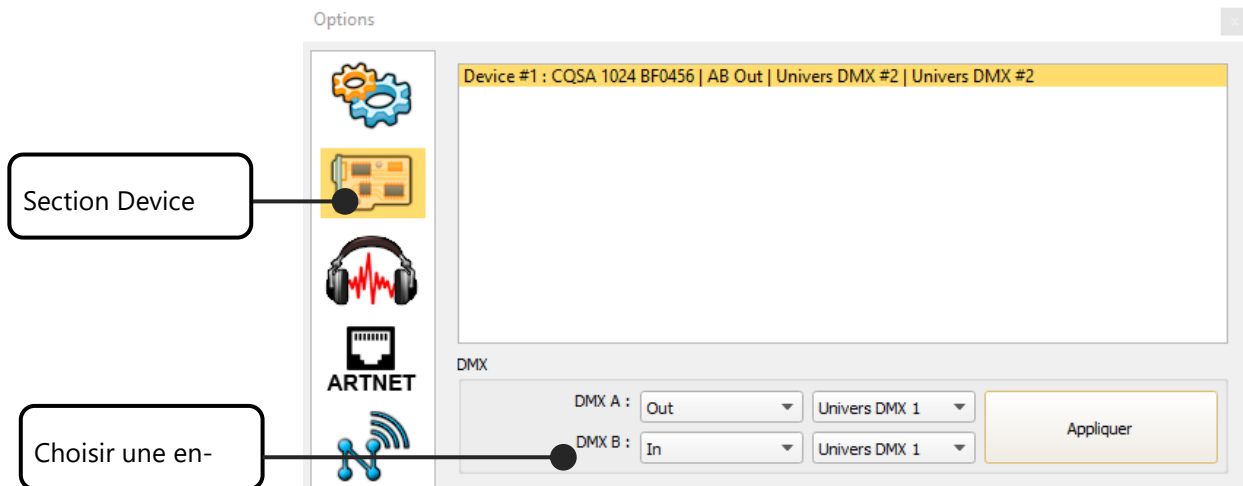 Options
x
Device #1 : CQSA 1024 BF0456 | AB Out | Univers DMX #2 | Univers DMX #2
Section Device
ARTNET
DMX
DMX A : Out Univers DMX 1
DMX B : In Univers DMX 1
Appliquer
Choisir une en-